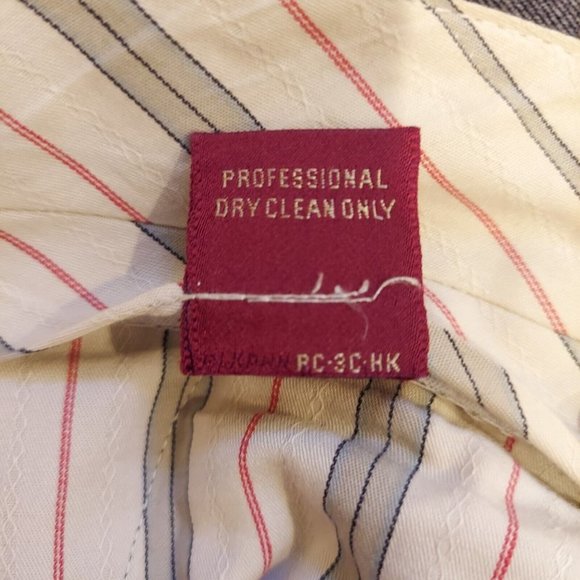 PROFESSIONAL
DRY CLEAN ONLY
RC-3C-HK